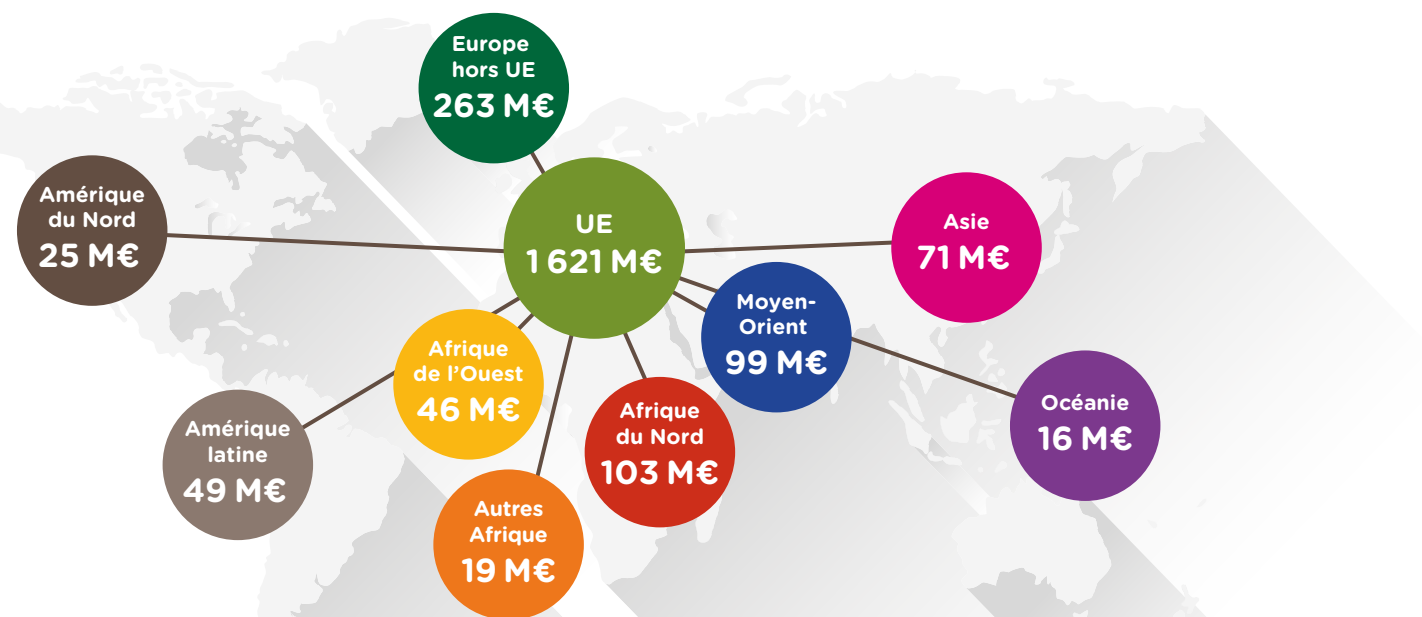 Europe
hors UE
263 M€
Amérique
du Nord
25 M€
UE
1 621 M€
Asie
71 M€
Moyen-
Orient
99 M€
Afrique
de l’Ouest
46 M€
Amérique
latine
49 M€
Afrique
du Nord
103 M€
Océanie
16 M€
Autres
Afrique
19 M€